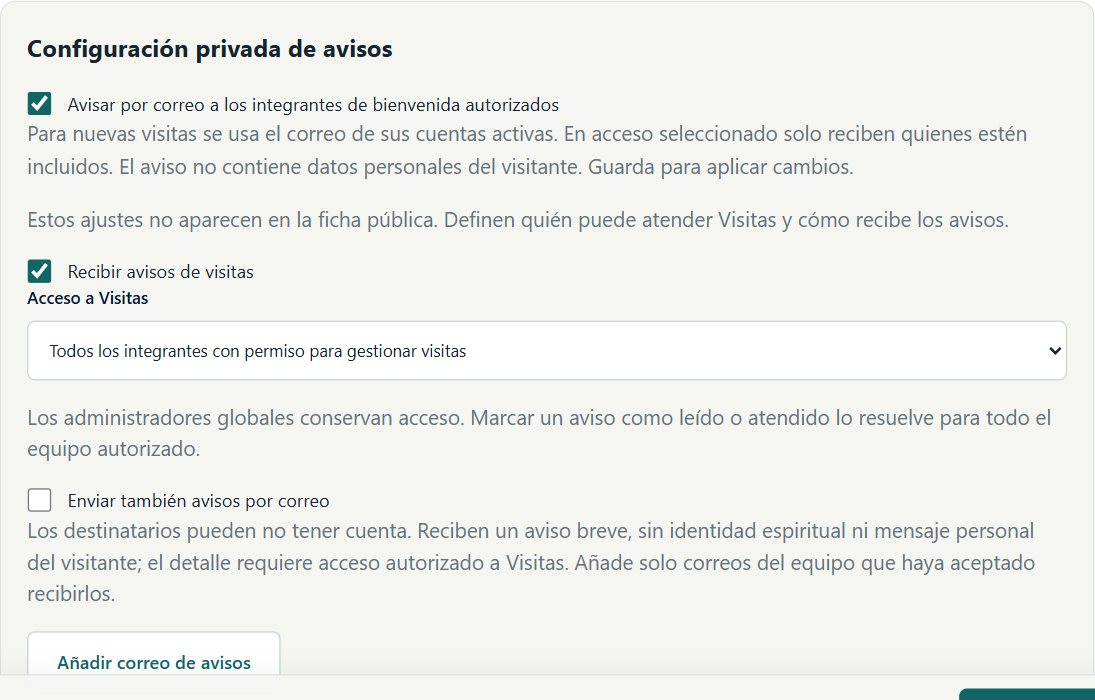 Configuración privada de avisos
Avisar por correo a los integrantes de bienvenida autorizados
Para nuevas visitas se usa el correo de sus cuentas activas. En acceso seleccionado solo reciben quienes estén
incluidos. El aviso no contiene datos personales del visitante. Guarda para aplicar cambios.
Estos ajustes no aparecen en la ficha pública. Definen quién puede atender Visitas y cómo recibe los avisos.
Recibir avisos de visitas
Acceso a Visitas
Todos los integrantes con permiso para gestionar visitas
Los administradores globales conservan acceso. Marcar un aviso como leído o atendido lo resuelve para todo el
equipo autorizado.
Enviar también avisos por correo
Los destinatarios pueden no tener cuenta. Reciben un aviso breve, sin identidad espiritual ni mensaje personal
del visitante; el detalle requiere acceso autorizado a Visitas. Añade solo correos del equipo que haya aceptado
recibirlos.
Añadir correo de avisos